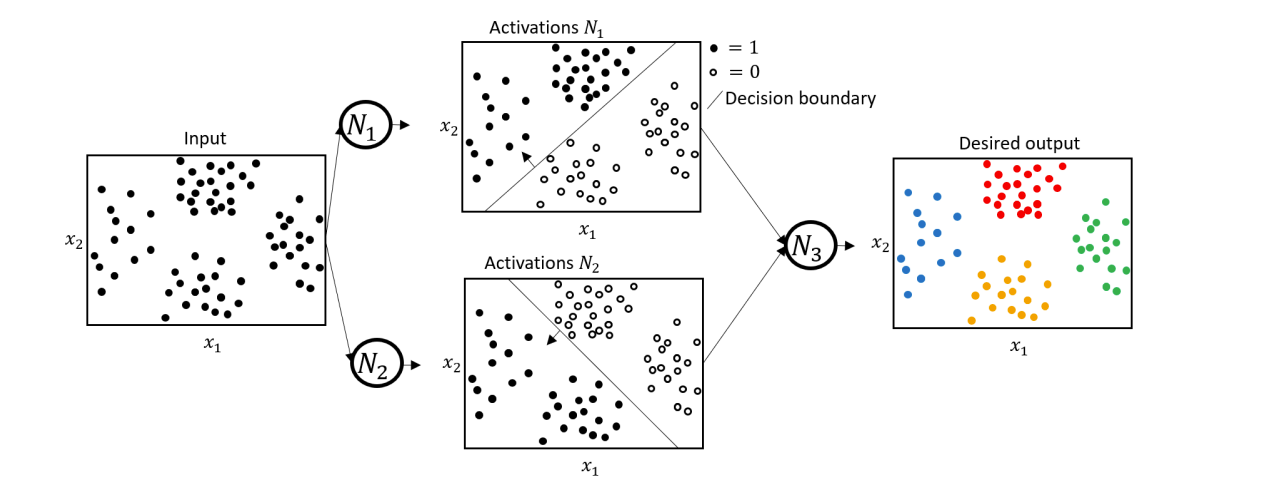 Input
x₂
x₁
N₁
N₂
Activations N₁
x₂
x₁
● = 1
○ = 0
Decision boundary
Activations N₂
x₂
x₁
N₃
Desired output
x₂
x₁